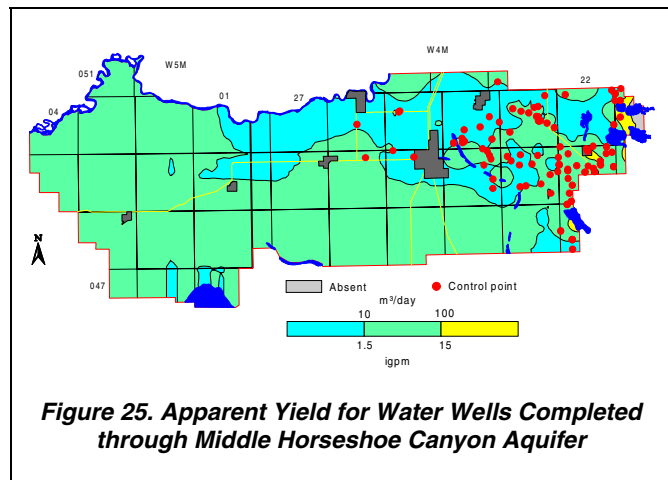 W4M
W5M
051
22
01
27
04
N
047
Absent
Control point
m³/day
10
100
1.5
15
igpm
Figure 25. Apparent Yield for Water Wells Completed
through Middle Horseshoe Canyon Aquifer